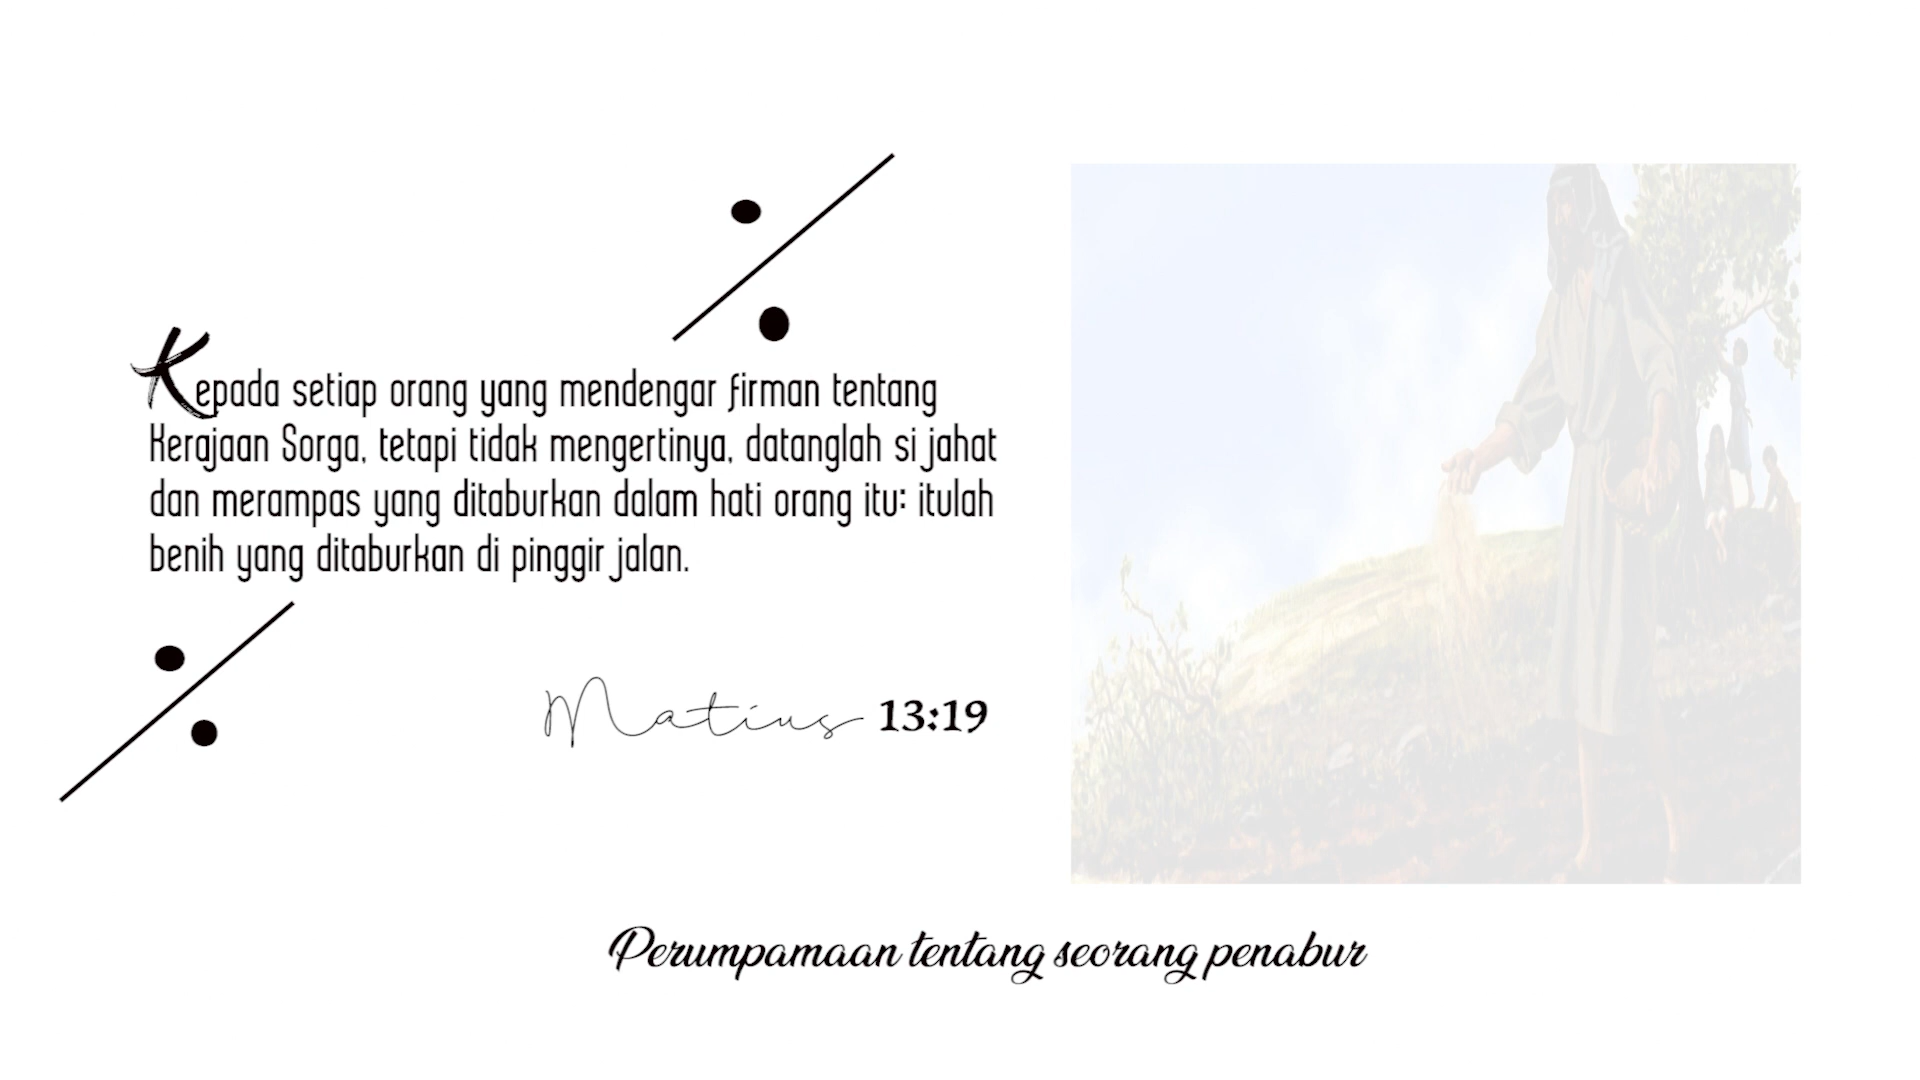 Kepada setiap orang yang mendengar firman tentang
Kerajaan Sorga, tetapi tidak mengertinya, datanglah si jahat
dan merampas yang ditaburkan dalam hati orang itu: itulah
benih yang ditaburkan di pinggir jalan.
Matius 13:19
Perumpamaan tentang seorang penabur